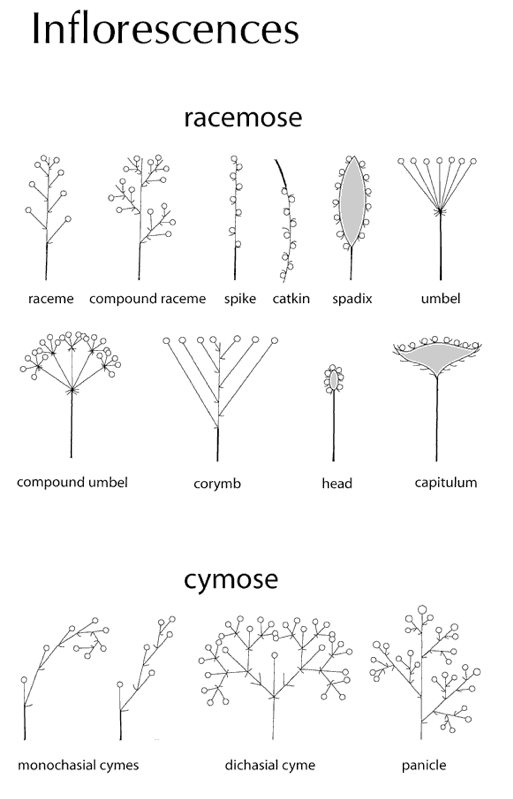 Inflorescences
racemose
raceme compound raceme spike catkin spadix umbel
compound umbel corymb head capitulum
cymose
monochasial cymes dichasial cyme panicle